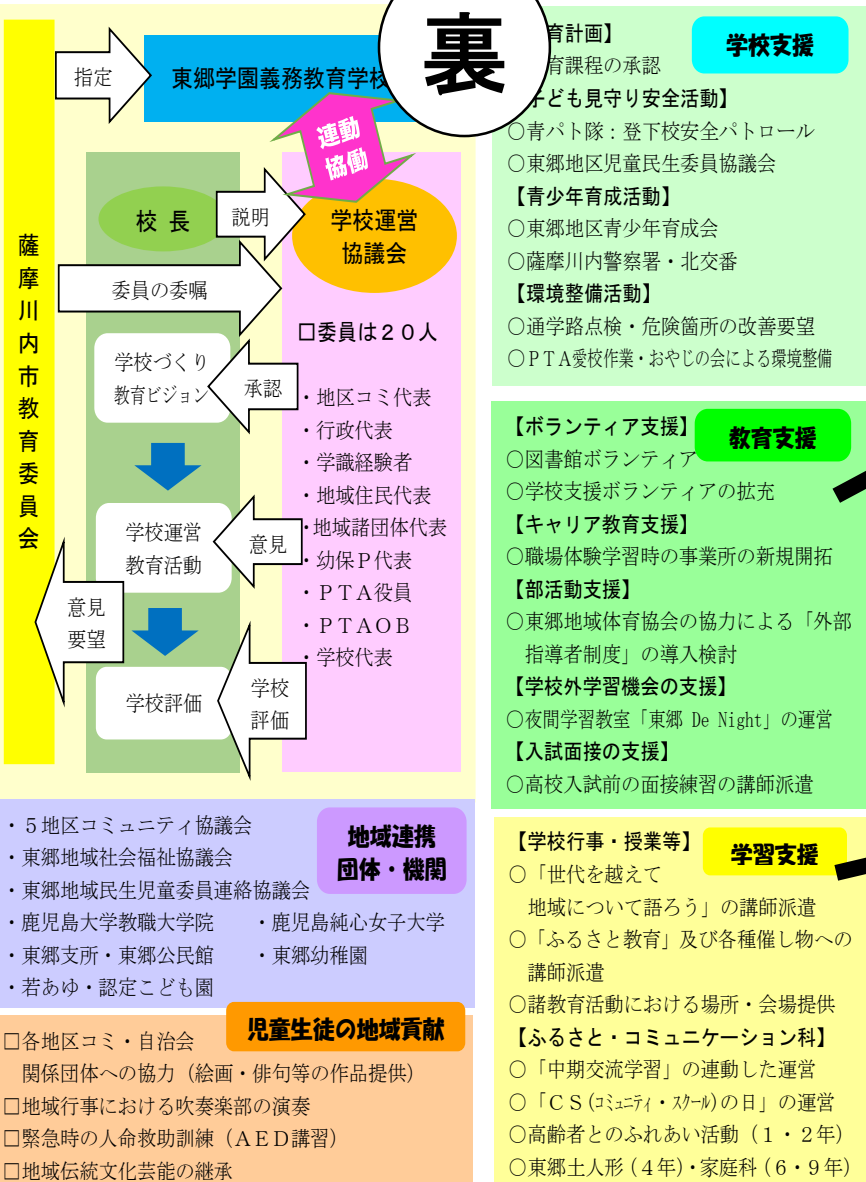 裏
指定
東郷学園義務教育学校
連動
協働
薩摩川内市教育委員会
校長
説明
学校運営
協議会
委員の委嘱
□委員は２０人
学校づくり
教育ビジョン
承認
・地区コミ代表
・行政代表
・学識経験者
・地域住民代表
・地域諸団体代表
・幼保Ｐ代表
・ＰＴＡ役員
・ＰＴＡＯＢ
・学校代表
学校運営
教育活動
意見
意見
要望
学校評価
学校
評価
地域連携
団体・機関
・５地区コミュニティ協議会
・東郷地域社会福祉協議会
・東郷地域民生児童委員連絡協議会
・鹿児島大学教職大学院　　・鹿児島純心女子大学
・東郷支所・東郷公民館　　・東郷幼稚園
・若あゆ・認定こども園
児童生徒の地域貢献
□各地区コミ・自治会
関係団体への協力（絵画・俳句等の作品提供）
□地域行事における吹奏楽部の演奏
□緊急時の人命救助訓練（ＡＥＤ講習）
□地域伝統文化芸能の継承
学校支援
育計画】
育課程の承認
子ども見守り安全活動】
○青パト隊：登下校安全パトロール
○東郷地区児童民生委員協議会
【青少年育成活動】
○東郷地区青少年育成会
○薩摩川内警察署・北交番
【環境整備活動】
○通学路点検・危険箇所の改善要望
○ＰＴＡ愛校作業・おやじの会による環境整備
教育支援
【ボランティア支援】
○図書館ボランティア
○学校支援ボランティアの拡充
【キャリア教育支援】
○職場体験学習時の事業所の新規開拓
【部活動支援】
○東郷地域体育協会の協力による「外部
指導者制度」の導入検討
【学校外学習機会の支援】
○夜間学習教室「東郷 De Night」の運営
【入試面接の支援】
○高校入試前の面接練習の講師派遣
学習支援
【学校行事・授業等】
○「世代を越えて
地域について語ろう」の講師派遣
○「ふるさと教育」及び各種催し物への
講師派遣
○諸教育活動における場所・会場提供
【ふるさと・コミュニケーション科】
○「中期交流学習」の連動した運営
○「ＣＳ(ｺﾐｭﾆﾃｨ・ｽｸｰﾙ)の日」の運営
○高齢者とのふれあい活動（１・２年）
○東郷土人形（４年）・家庭科（６・９年）